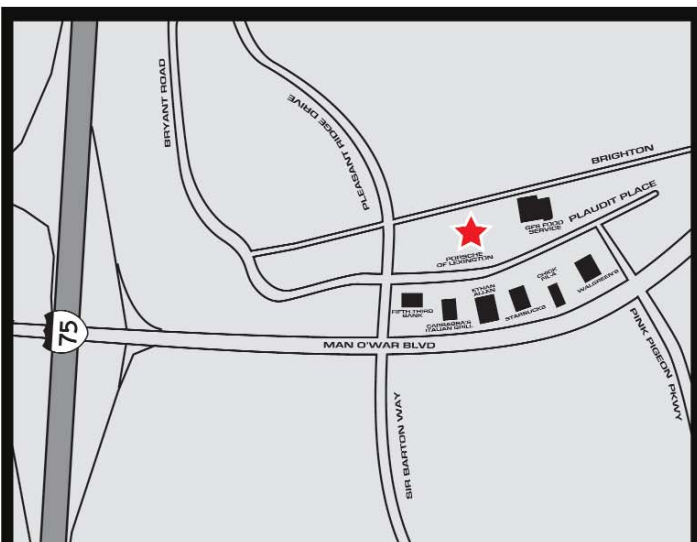 BRYANT ROAD
PLEASANT RIDGE DRIVE
BRIGHTON
PLAUDIT PLACE
GFS FOOD
SERVICE
PORSCHE
OF LEXINGTON
ETHAN
ALLEN
CHICK
FIL-A
WALGREEN'S
FIFTH THIRD
BANK
CARRABBA'S
ITALIAN GRILL
STARBUCKS
75
MAN O'WAR BLVD
PINK PIGEON PKWY
SIR BARTON WAY